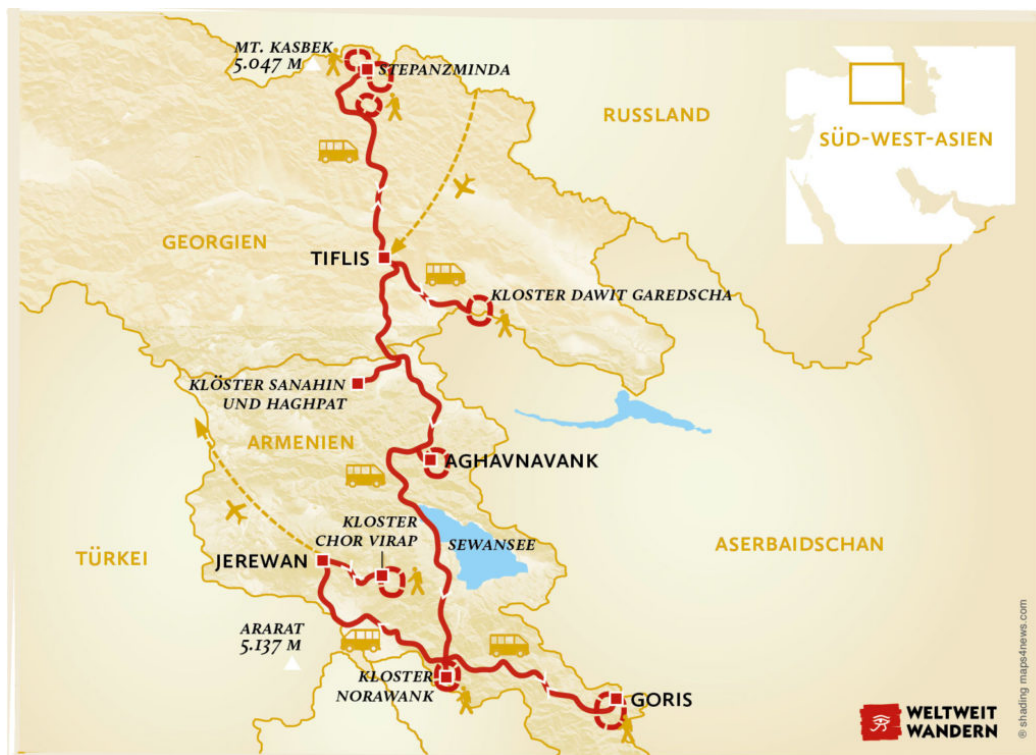 MT. KASBEK
5.047 M
STEPANZMINDA
RUSSLAND
SÜD-WEST-ASIEN
GEORGIEN
TIFLIS
KLOSTER DAWIT GAREDSCHA
KLÖSTER SANAHIN
UND HAGHPAT
ARMENIEN
AGHAVNAVANK
KLOSTER
CHOR VIRAP
SEWANSEE
ASERBAIDSCHAN
TÜRKEI
JEREWAN
ARARAT
5.137 M
KLOSTER
NORAWANK
GORIS
WELTWEIT
WANDERN
® shading maps4news.com